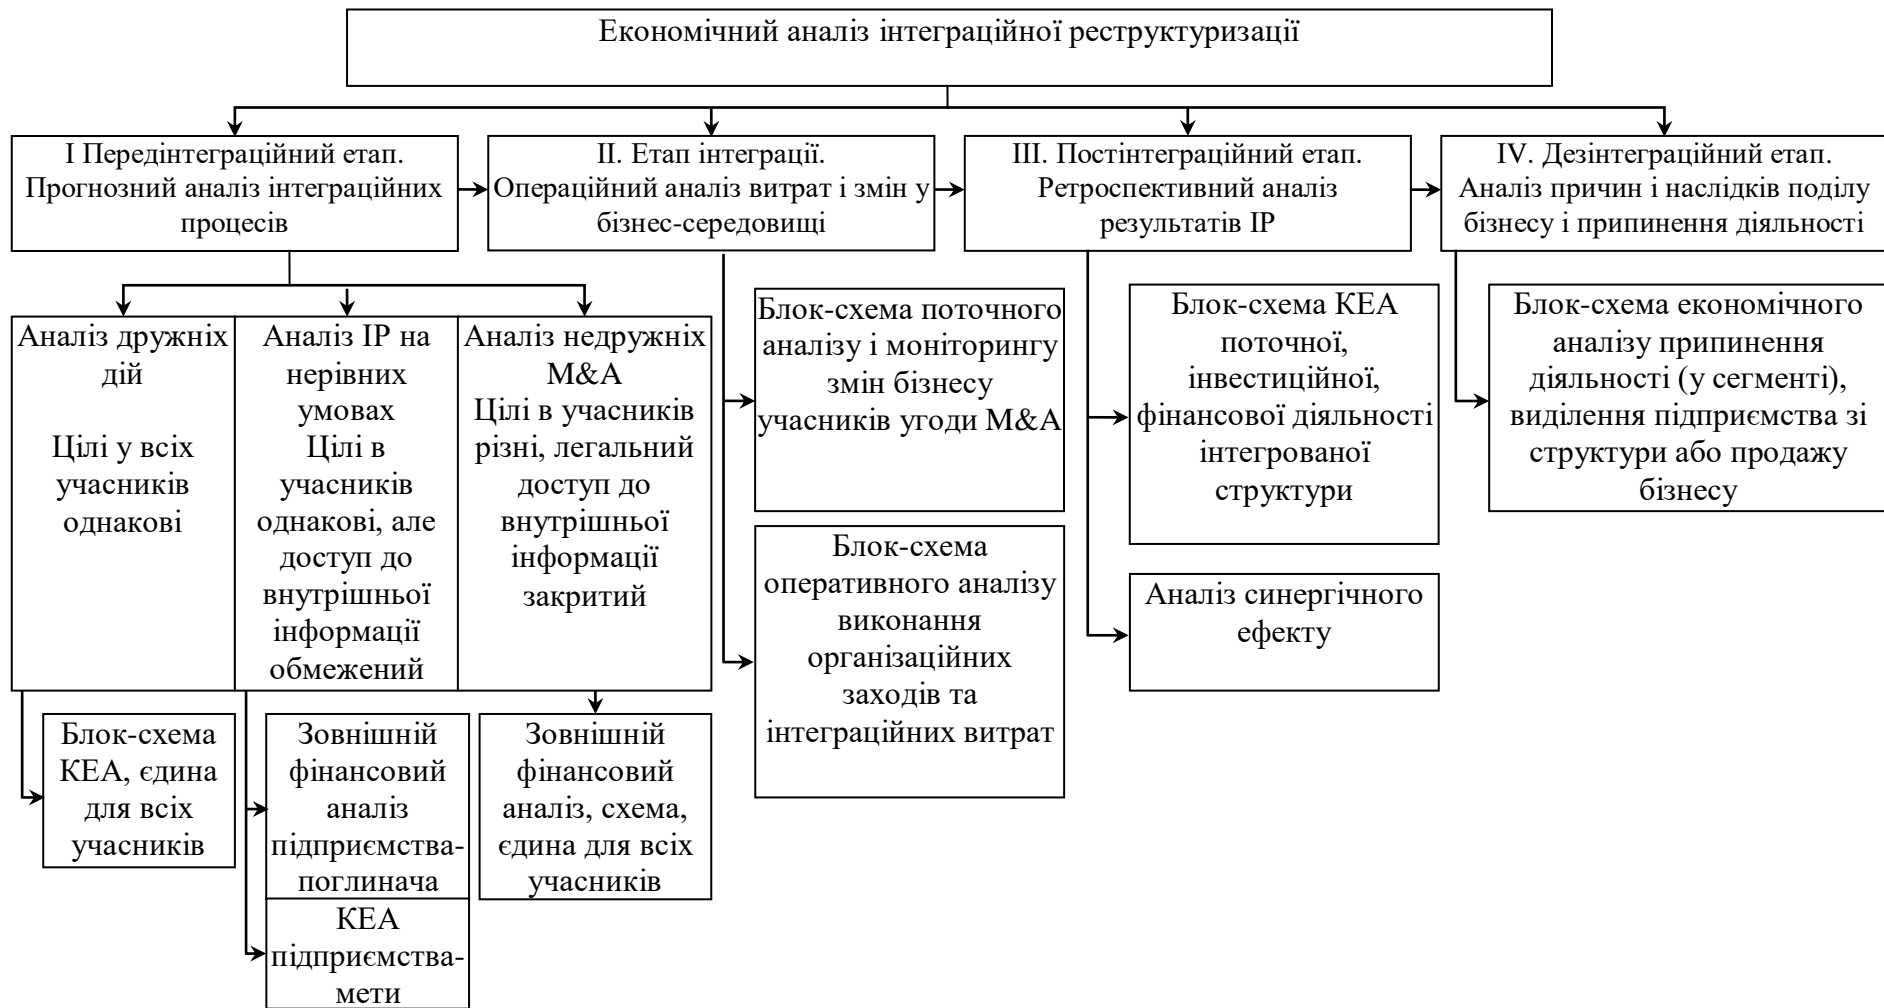 Економічний аналіз інтеграційної реструктуризації
І Передінтеграційний етап.
Прогнозний аналіз інтеграційних
процесів
ІІ. Етап інтеграції.
Операційний аналіз витрат і змін у
бізнес-середовищі
ІІІ. Постінтеграційний етап.
Ретроспективний аналіз
результатів ІР
IV. Дезінтеграційний етап.
Аналіз причин і наслідків поділу
бізнесу і припинення діяльності
Аналіз дружніх
дій
Цілі у всіх
учасників
однакові
Аналіз ІР на
нерівних
умовах
Цілі в
учасників
однакові, але
доступ до
внутрішньої
інформації
обмежений
Аналіз недружніх
M&A
Цілі в учасників
різні, легальний
доступ до
внутрішньої
інформації
закритий
Блок-схема поточного
аналізу і моніторингу
змін бізнесу
учасників угоди M&A
Блок-схема
оперативного аналізу
виконання
організаційних
заходів та
інтеграційних витрат
Блок-схема КЕА
поточної,
інвестиційної,
фінансової діяльності
інтегрованої
структури
Аналіз синергічного
ефекту
Блок-схема економічного
аналізу припинення
діяльності (у сегменті),
виділення підприємства зі
структури або продажу
бізнесу
Блок-схема
КЕА, єдина
для всіх
учасників
Зовнішній
фінансовий
аналіз
підприємства-
поглинача
КЕА
підприємства-
мети
Зовнішній
фінансовий
аналіз, схема,
єдина для всіх
учасників